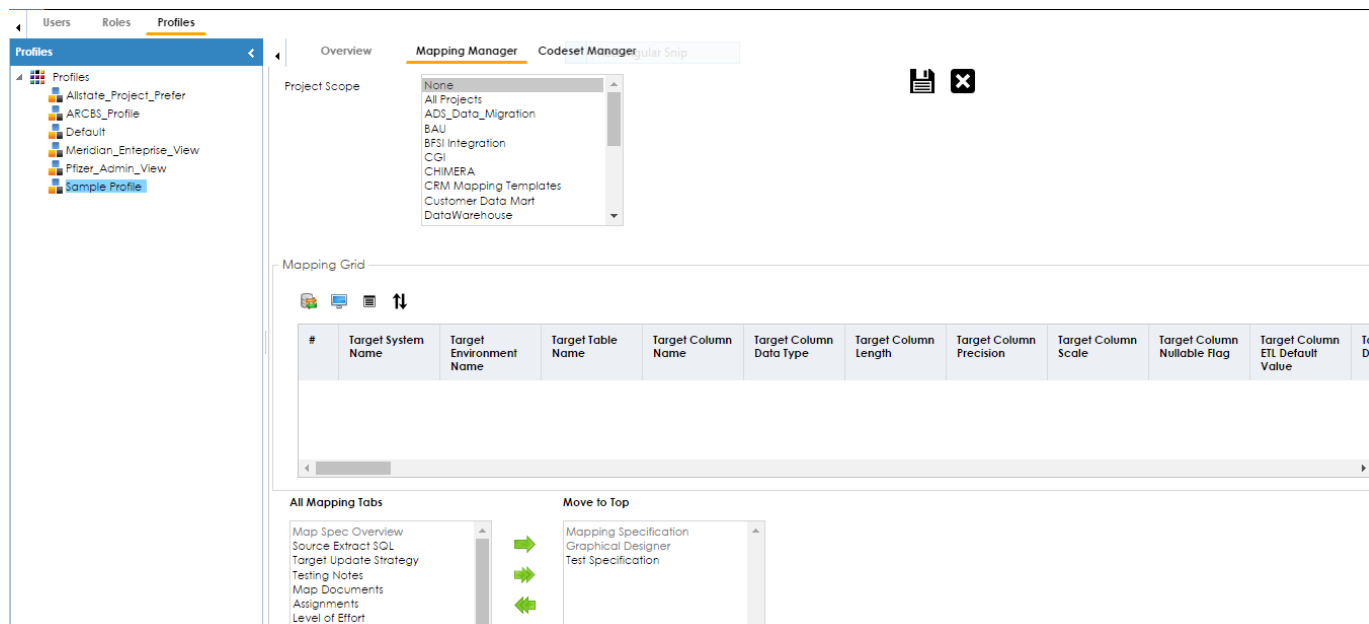 Users Roles Profiles
Profiles
Profiles
Allstate_Project_Prefer
ARCBS_Profile
Default
Meridian_Enteprise_View
Pfizer_Admin_View
Sample Profile
Overview Mapping Manager Codeset Manager gular Snip
Project Scope
None
All Projects
ADS_Data_Migration
BAU
BFSI Integration
CGI
CHIMERA
CRM Mapping Templates
Customer Data Mart
DataWarehouse
Mapping Grid
# Target System Name Target Environment Name Target Table Name Target Column Name Target Column Data Type Target Column Length Target Column Precision Target Column Scale Target Column Nullable Flag Target Column ETL Default Value
All Mapping Tabs
Map Spec Overview
Source Extract SQL
Target Update Strategy
Testing Notes
Map Documents
Assignments
Level of Effort
Move to Top
Mapping Specification
Graphical Designer
Test Specification